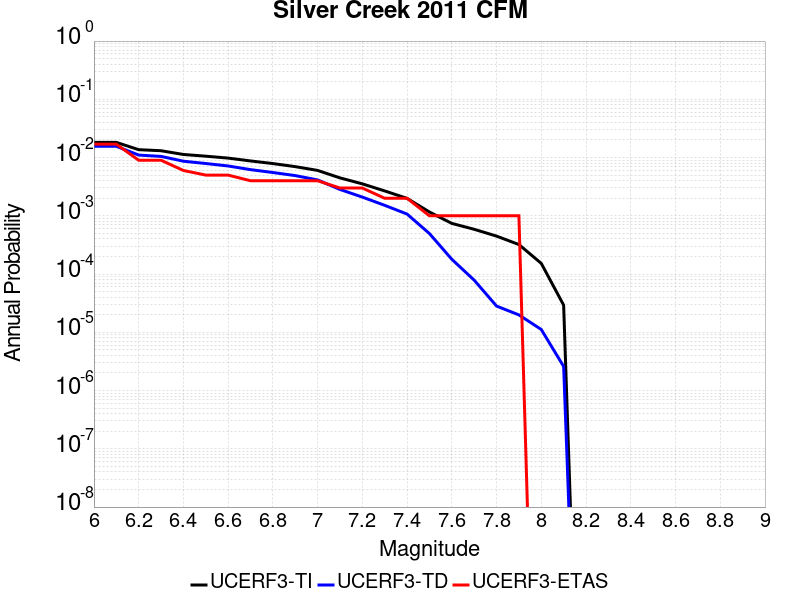 Silver Creek 2011 CFM
10^0
10^-1
10^-2
10^-3
10^-4
10^-5
10^-6
10^-7
10^-8
Annual Probability
6 6.2 6.4 6.6 6.8 7 7.2 7.4 7.6 7.8 8 8.2 8.4 8.6 8.8 9
Magnitude
UCERF3-TI UCERF3-TD UCERF3-ETAS